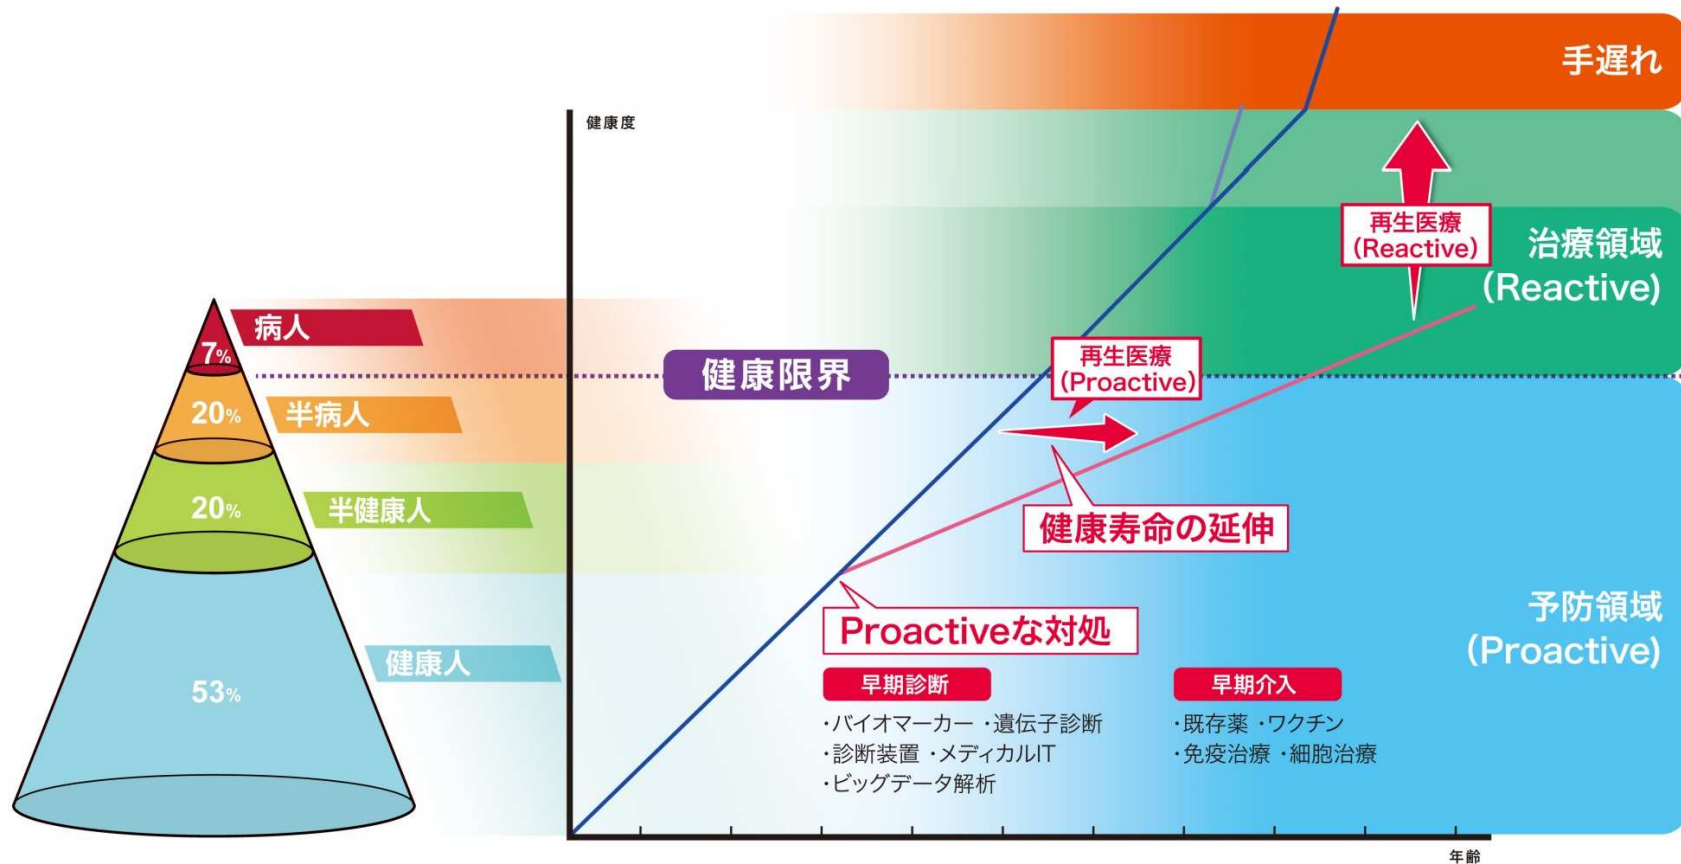 手遅れ
健康度
再生医療
(Reactive)
治療領域
(Reactive)
病人
7%
再生医療
(Proactive)
健康限界
半病人
20%
半健康人
20%
健康寿命の延伸
予防領域
(Proactive)
Proactiveな対処
健康人
53%
早期診断
・バイオマーカー ・遺伝子診断
・診断装置 ・メディカルIT
・ビッグデータ解析
早期介入
・既存薬 ・ワクチン
・免疫治療 ・細胞治療
年齢